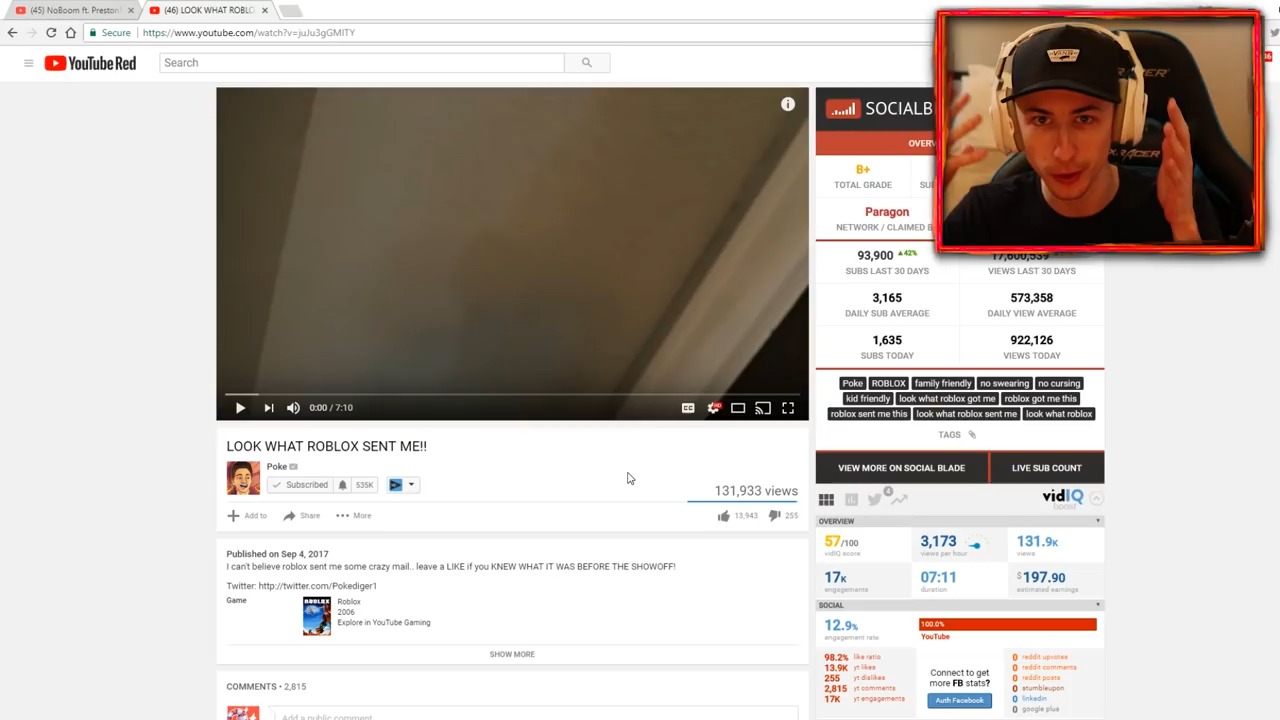 (45) NoBoom ft. Preston
(46) LOOK WHAT ROBLO
Secure https://www.youtube.com/watch?v=juJu3gGMITY
YouTube Red
Search
VANS
SOCIALB
OVERV
B+
TOTAL GRADE
SUB
Paragon
NETWORK / CLAIMED B
93,900 42%
SUBS LAST 30 DAYS
17,600,539
VIEWS LAST 30 DAYS
3,165
DAILY SUB AVERAGE
573,358
DAILY VIEW AVERAGE
1,635
SUBS TODAY
922,126
VIEWS TODAY
Poke ROBLOX family friendly no swearing no cursing
kid friendly look what roblox got me roblox got me this
roblox sent me this look what roblox sent me look what roblox
TAGS
VIEW MORE ON SOCIAL BLADE
LIVE SUB COUNT
0:00 / 7:10
CC
HD
LOOK WHAT ROBLOX SENT ME!!
Poke
Subscribed 535K
131,933 views
Add to Share More
13,943 255
Published on Sep 4, 2017
I can't believe roblox sent me some crazy mail.. leave a LIKE if you KNEW WHAT IT WAS BEFORE THE SHOWOFF!
Twitter: http://twitter.com/Pokediger1
Game
ROBLOX
Roblox
2006
Explore in YouTube Gaming
SHOW MORE
COMMENTS • 2,815
Add a public comment...
4
vidIQ
boost
OVERVIEW
57/100
vidIQ score
3,173
views per hour
131.9K
views
17K
engagements
07:11
duration
$197.90
estimated earnings
SOCIAL
12.9%
engagement rate
100.0%
YouTube
98.2% like ratio
13.9K yt likes
255 yt dislikes
2,815 yt comments
17K yt engagements
Connect to get
more FB stats?
Auth Facebook
0 reddit upvotes
0 reddit comments
0 reddit posts
0 stumbleupon
0 linkedin
0 google plus